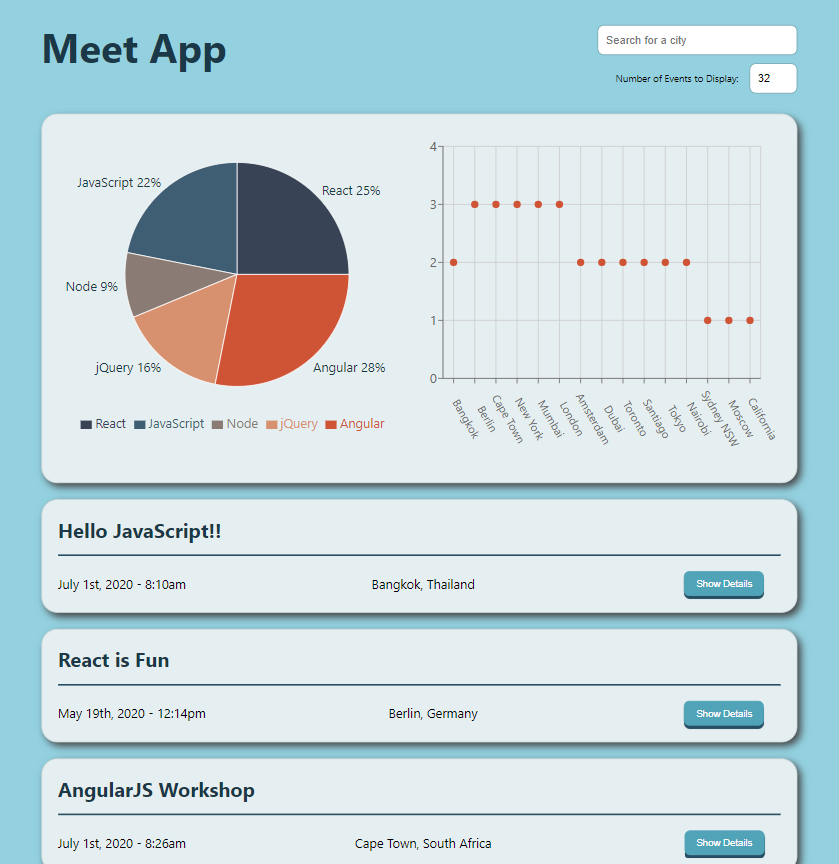 Meet App
Search for a city
Number of Events to Display: 32
JavaScript 22%
React 25%
Node 9%
jQuery 16%
Angular 28%
React JavaScript Node jQuery Angular
4
3
2
1
0
Bangkok
Berlin
Cape Town
New York
Mumbai
London
Amsterdam
Dubai
Toronto
Santiago
Tokyo
Nairobi
Sydney NSW
Moscow
California
Hello JavaScript!!
July 1st, 2020 - 8:10am Bangkok, Thailand Show Details
React is Fun
May 19th, 2020 - 12:14pm Berlin, Germany Show Details
AngularJS Workshop
July 1st, 2020 - 8:26am Cape Town, South Africa Show Details